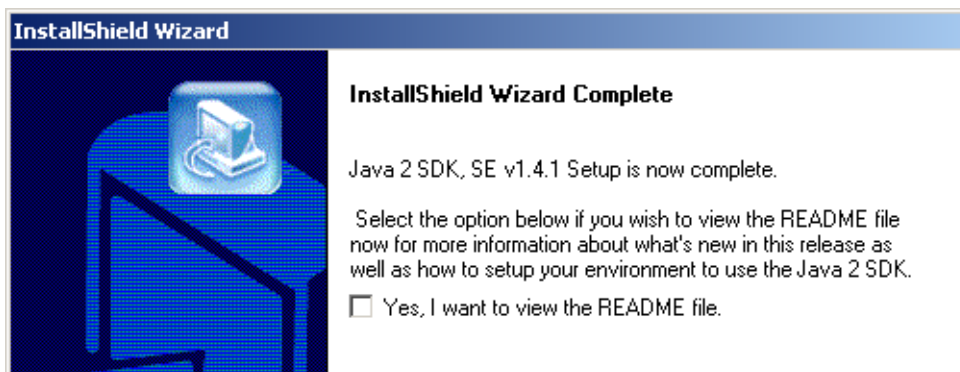 InstallShield Wizard
InstallShield Wizard Complete
Java 2 SDK, SE v1.4.1 Setup is now complete.
Select the option below if you wish to view the README file
now for more information about what's new in this release as
well as how to setup your environment to use the Java 2 SDK.
Yes, I want to view the README file.